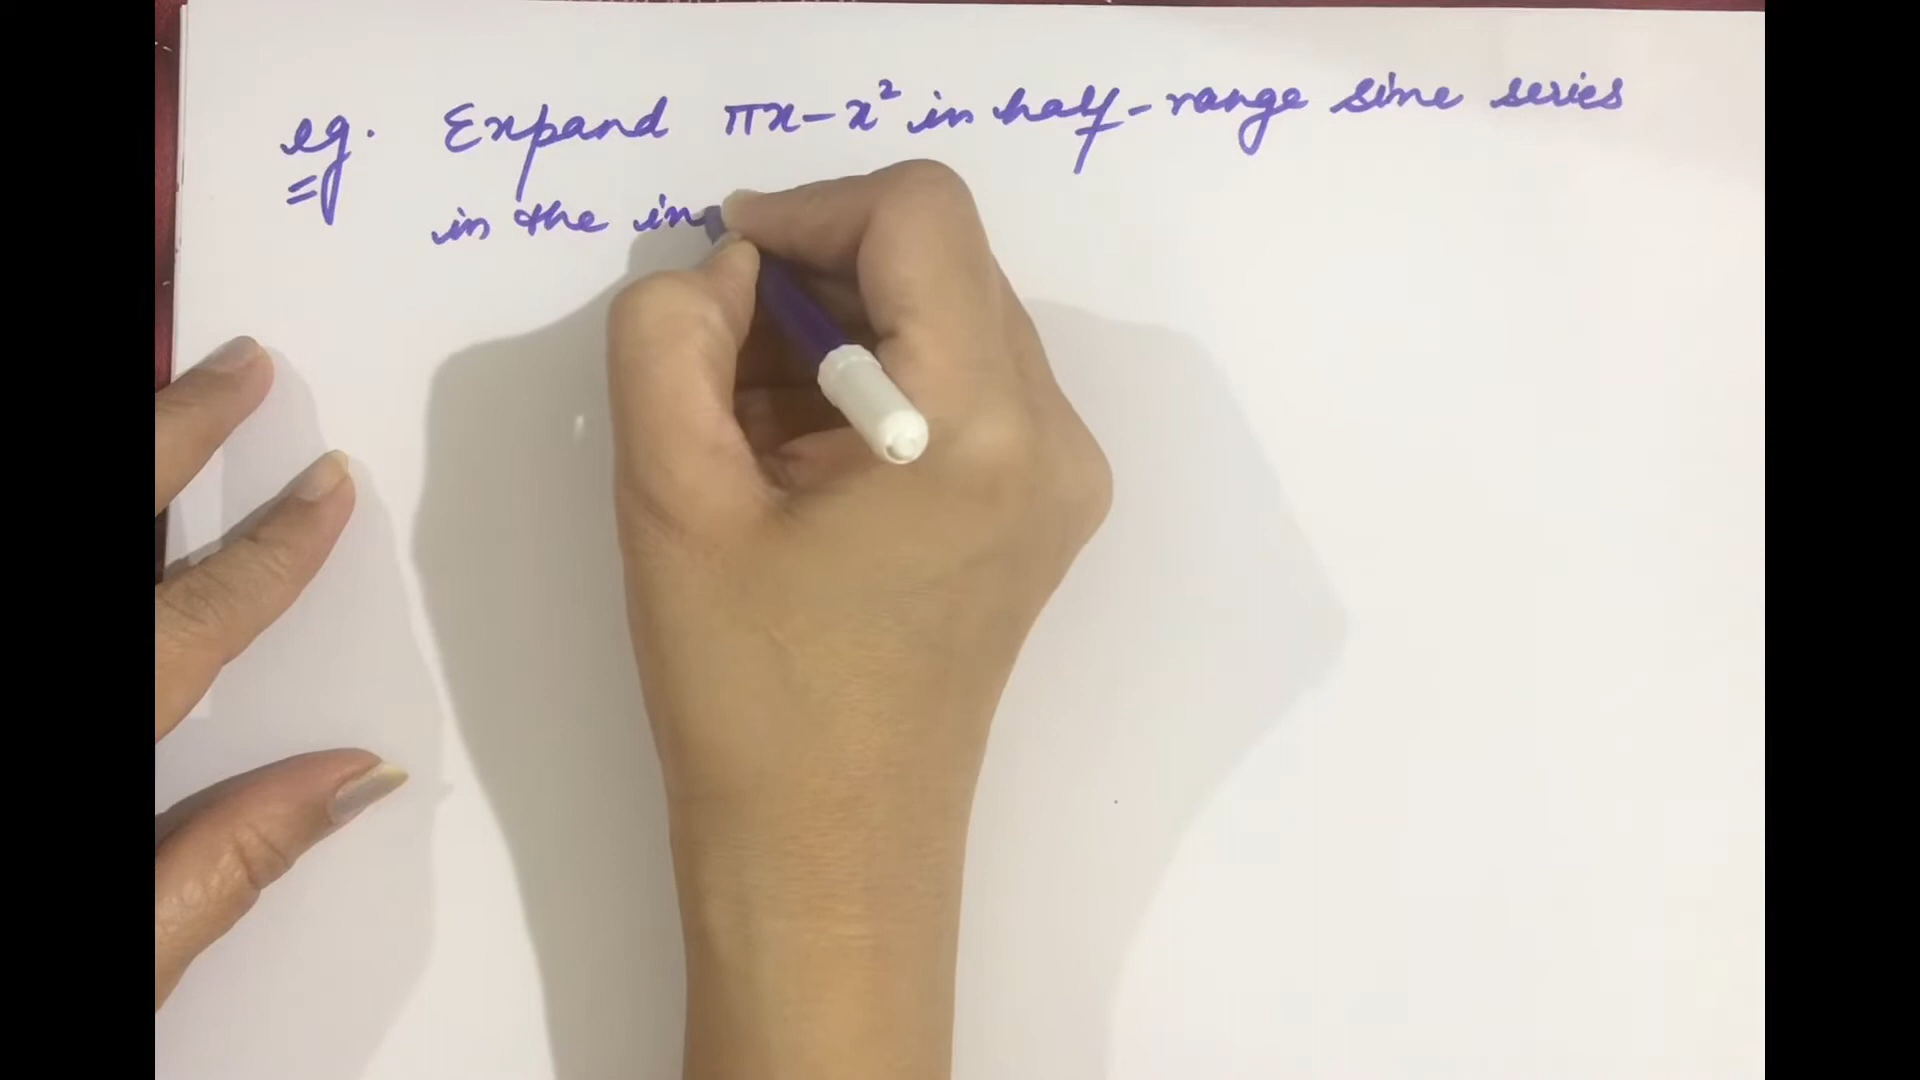 eg. Expand πx-x² in half-range sine series
in the in